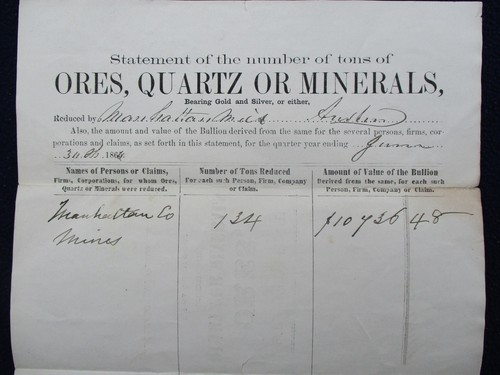 Statement of the number of tons of
ORES, QUARTZ OR MINERALS,
Bearing Gold and Silver, or either,
Reduced by Manhattan Mill Austin
Also, the amount and value of the Bullion derived from the same for the several persons, firms, cor-
porations and claims, as set forth in this statement, for the quarter ending June
30th 186
Names of Persons or Claims, Number of Tons Reduced Amount of Value of the Bullion
Firms, Corporations, for whom Ores, For each such Person, Firm, Company Derived from the same, for each such
Quartz or Minerals were reduced. or Claim. Person, Firm, Company or Claim.
Manhattan Co 134 $10736 48
Mines